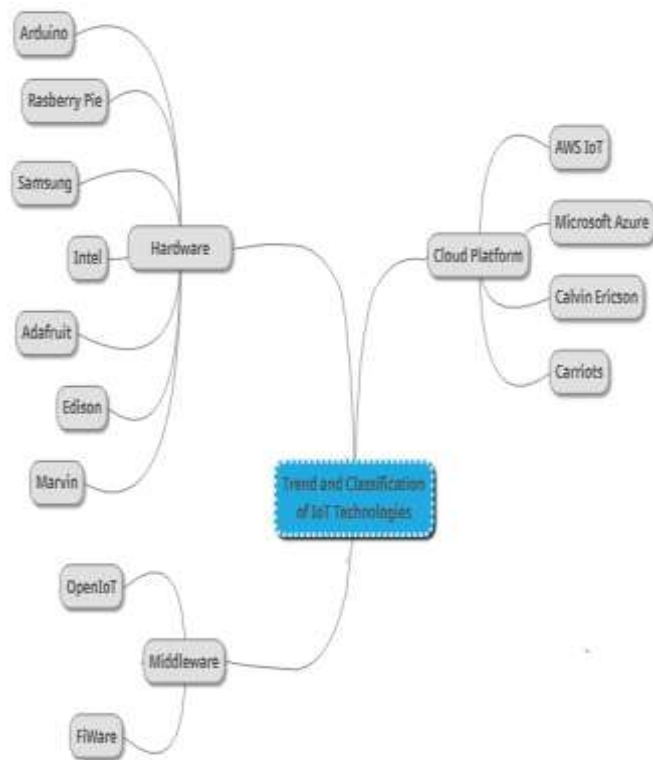 Arduino
Rasberry Pie
Samsung
Hardware
Intel
Adafruit
Edison
Marvin
AWS IoT
Microsoft Azure
Cloud Platform
Calvin Ericson
Carriots
Trend and Classification
of IoT Technologies
OpenIoT
Middleware
FiWare